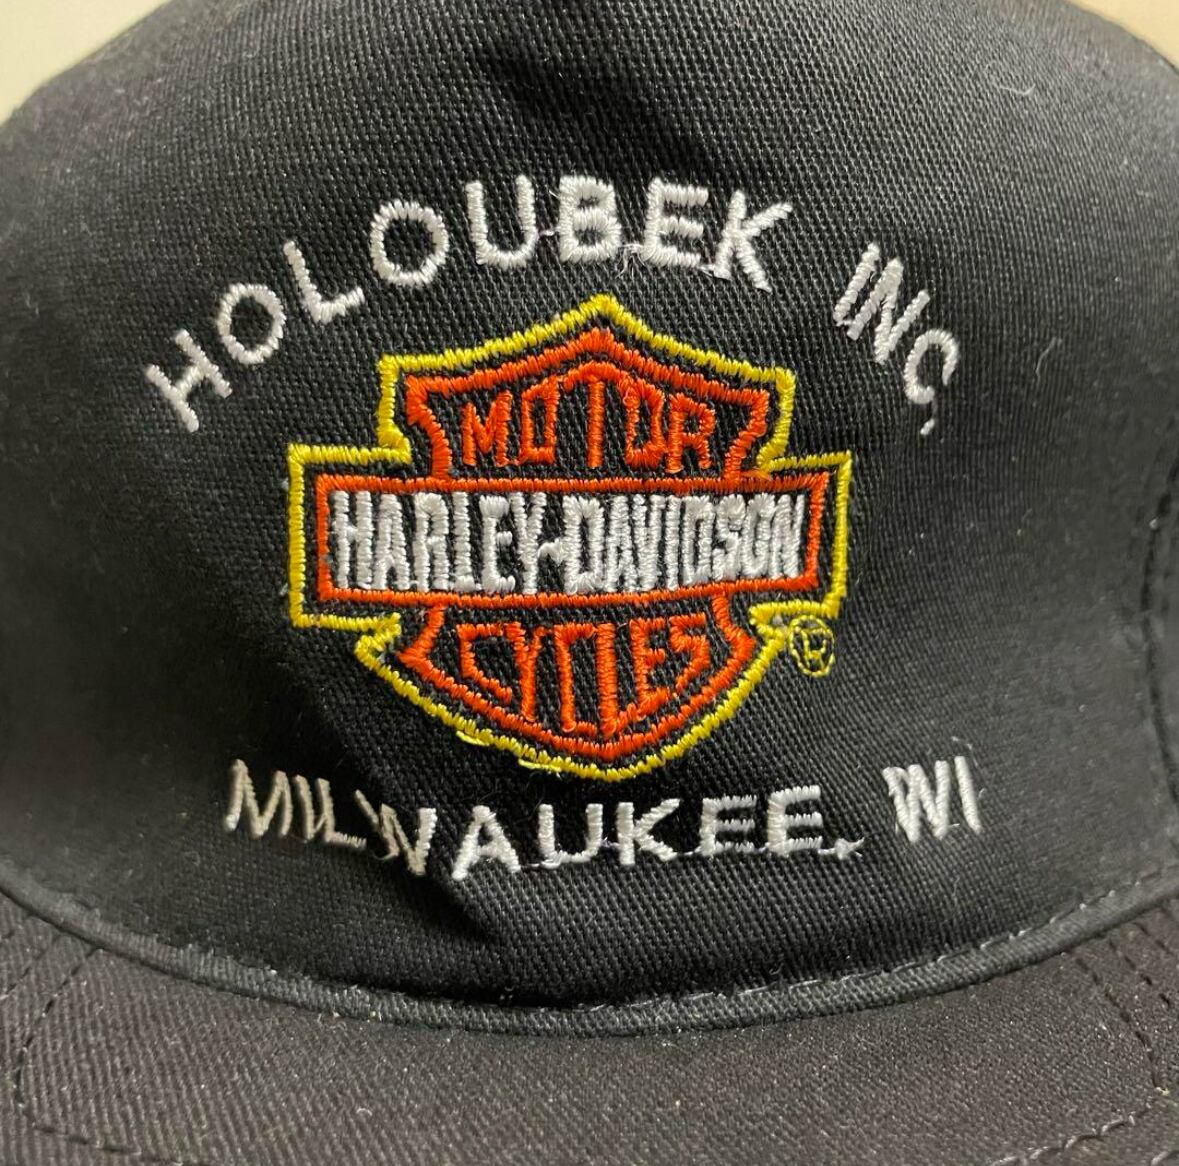 HOLOUBEK INC.
MOTOR
HARLEY-DAVIDSON
CYCLES
®
MILWAUKEE, WI